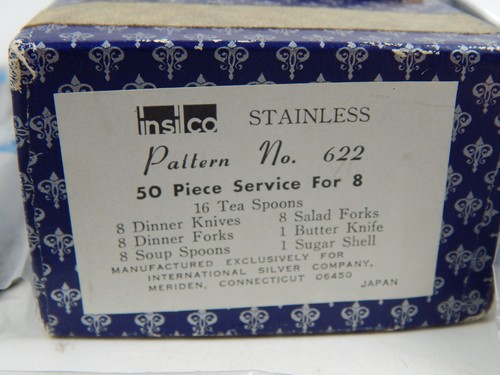 insilco STAINLESS
Pattern No. 622
50 Piece Service For 8
16 Tea Spoons
8 Dinner Knives 8 Salad Forks
8 Dinner Forks 1 Butter Knife
8 Soup Spoons 1 Sugar Shell
MANUFACTURED EXCLUSIVELY FOR
INTERNATIONAL SILVER COMPANY,
MERIDEN, CONNECTICUT 06450
JAPAN